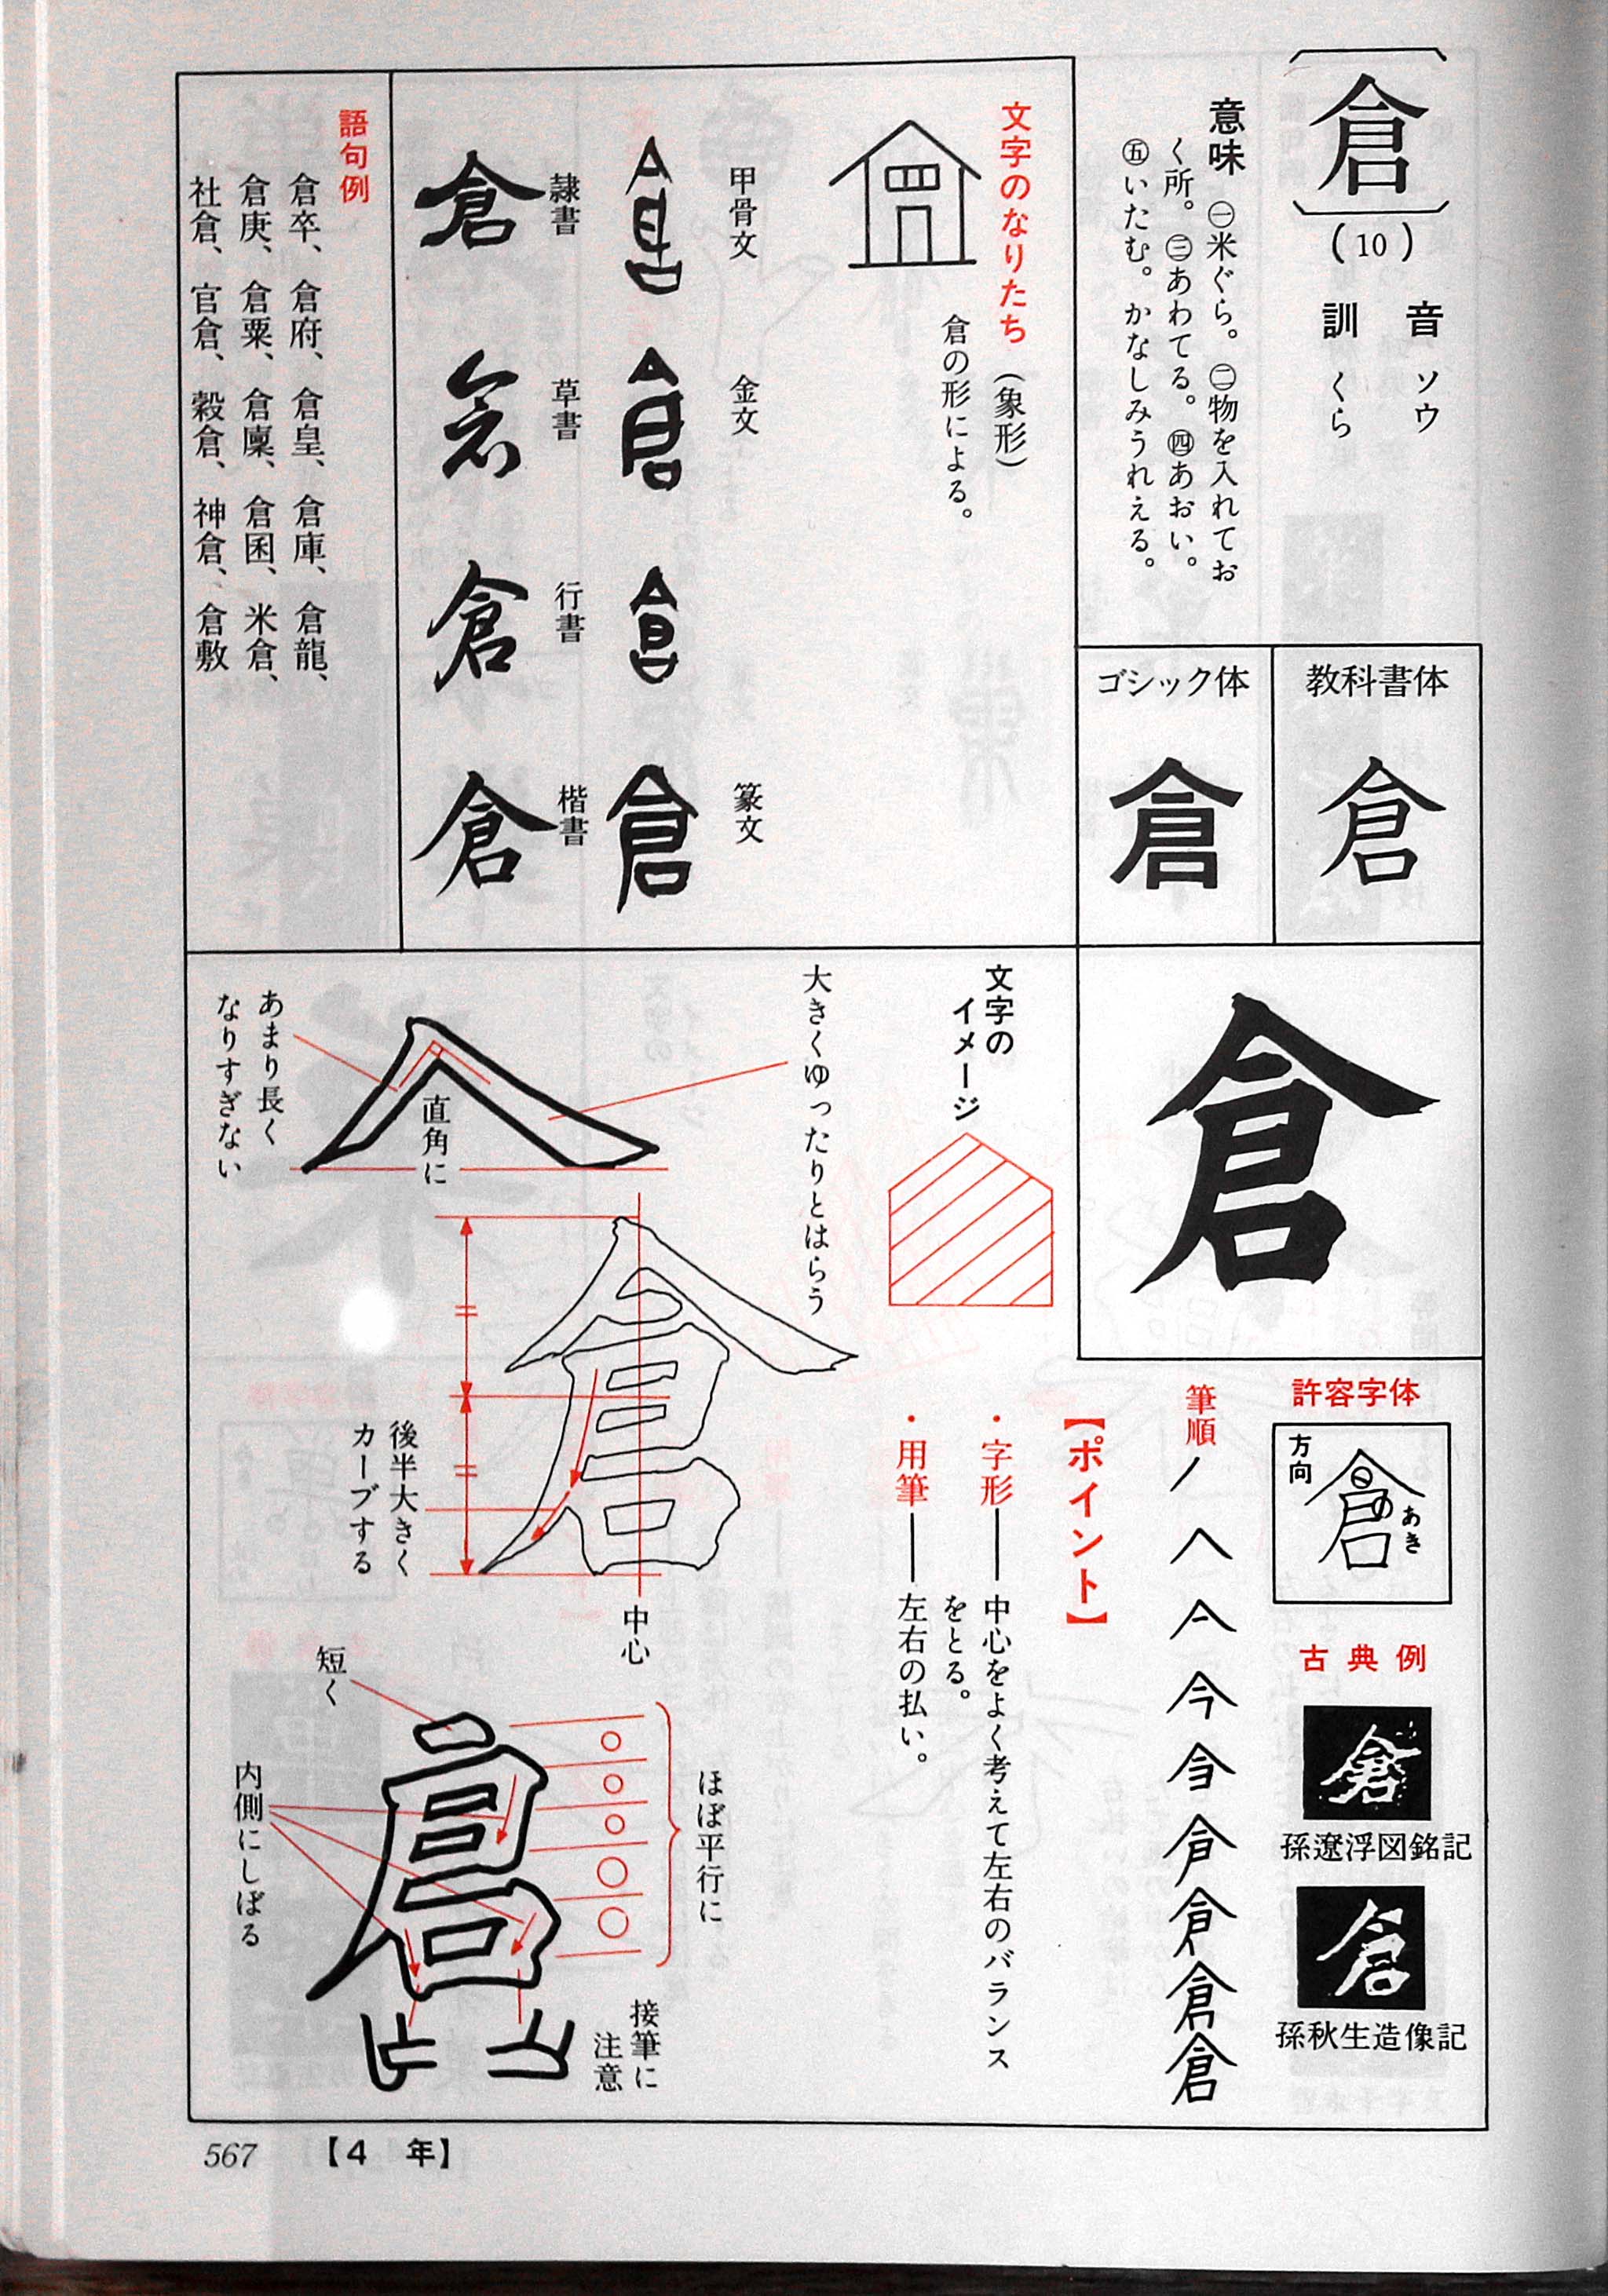 倉
(10)
音 ソウ
訓 くら
意味 ㊀米ぐら。㊁物を入れてお
く所。㊂あわてる。㊃あおい。
㊄いたむ。かなしみうれえる。
教科書体
倉
ゴシック体
倉
文字のなりたち (象形)
倉の形による。
甲骨文
金文
篆文
隷書
倉
草書
倉
行書
倉
楷書
倉
語句例
倉卒、倉府、倉皇、倉庫、倉龍、
倉庚、倉粟、倉廩、倉囷、米倉、
社倉、官倉、穀倉、神倉、倉敷
倉
許容字体
方向
あき
の
古典例
孫遼浮図銘記
孫秋生造像記
筆順
倉
【ポイント】
・字形――中心をよく考えて左右のバランス
をとる。
・用筆――左右の払い。
文字の
イメージ
大きくゆったりとはらう
直角に
あまり長く
なりすぎない
中心
後半大きく
カーブする
ほぼ平行に
短く
内側にしぼる
接筆に
注意
567 【4 年】